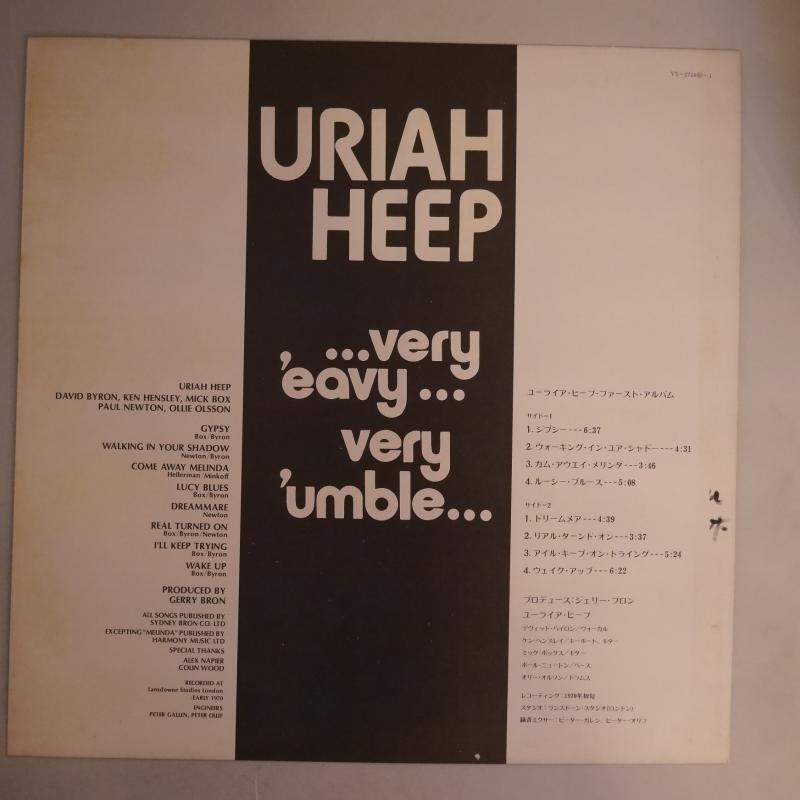 URIAH
HEEP
...very
'eavy...
very
'umble...
URIAH HEEP
DAVID BYRON, KEN HENSLEY, MICK BOX
PAUL NEWTON, OLLIE OLSSON
GYPSY
Box/Byron
WALKING IN YOUR SHADOW
Newton/Byron
COME AWAY MELINDA
Hellerman/Minkoff
LUCY BLUES
Box/Byron
DREAMMARE
Newton
REAL TURNED ON
Box/Byron/Newton
I'LL KEEP TRYING
Box/Byron
WAKE UP
Box/Byron
PRODUCED BY
GERRY BRON
ALL SONGS PUBLISHED BY
SYDNEY BRON CO. LTD
EXCEPTING "MELINDA" PUBLISHED BY
HARMONY MUSIC LTD
SPECIAL THANKS
ALEX NAPIER
COLIN WOOD
RECORDED AT
Lansdowne Studios London
/EARLY 1970
INGINEERS
PETER GALLEN, PETER OLLIF
ユーライア・ヒープ・ファースト・アルバム
サイド−1
1. ジプシー---6:37
2. ウォーキング・イン・ユア・シャドー---4:31
3. カム・アウエイ・メリンダ---3:46
4. ルーシー・ブルース---5:08
サイド−2
1. ドリームメア---4:39
2. リアル・ターンド・オン---3:37
3. アイル・キープ・オン・トライング---5:24
4. ウェイク・アップ---6:22
プロデュース:ジェリー・ブロン
ユーライア・ヒープ
デヴィッド・バイロン/ヴォーカル
ケン・ヘンスレイ/キーボード、ギター
ミック・ボックス/ギター
ポール・ニュートン/ベース
オリー・オルソン/ドラムス
レコーディング:1970年初旬
スタジオ:ランスドーン・スタジオ(ロンドン)
録音ミクサー:ピーター・ガレン、ピーター・オリフ